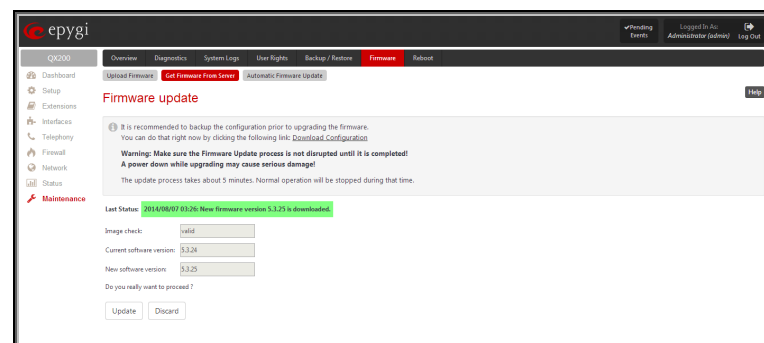 epygi
Pending Events
Logged In As: Administrator (admin)
Log Out
QX200
Overview Diagnostics System Logs User Rights Backup / Restore Firmware Reboot
Dashboard
Setup
Extensions
Interfaces
Telephony
Firewall
Network
Status
Maintenance
Upload Firmware Get Firmware From Server Automatic Firmware Update
Firmware update
Help
It is recommended to backup the configuration prior to upgrading the firmware.
You can do that right now by clicking the following link: Download Configuration
Warning: Make sure the Firmware Update process is not disrupted until it is completed!
A power down while upgrading may cause serious damage!
The update process takes about 5 minutes. Normal operation will be stopped during that time.
Last Status: 2014/08/07 03:26: New firmware version 5.3.25 is downloaded.
Image check: valid
Current software version: 5.3.24
New software version: 5.3.25
Do you really want to proceed ?
Update Discard